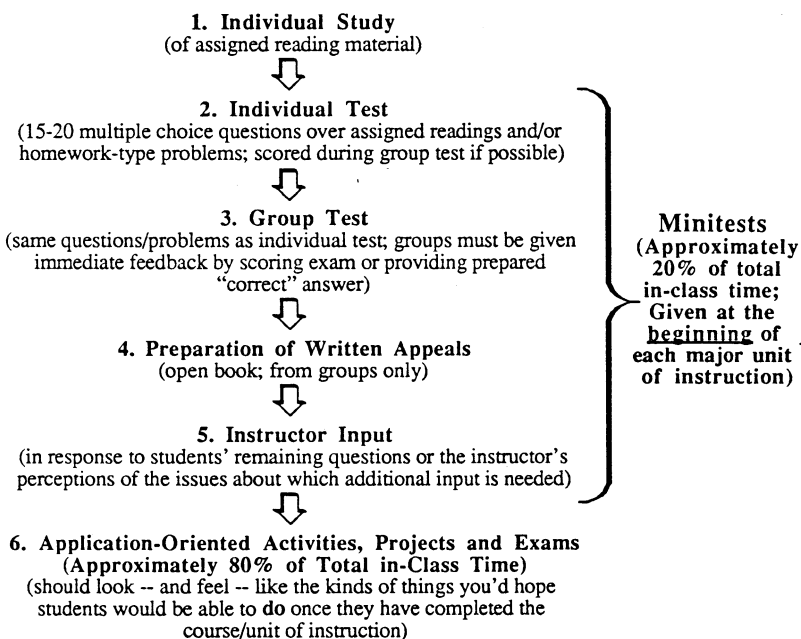 1. Individual Study
(of assigned reading material)
2. Individual Test
(15-20 multiple choice questions over assigned readings and/or
homework-type problems; scored during group test if possible)
3. Group Test
(same questions/problems as individual test; groups must be given
immediate feedback by scoring exam or providing prepared
“correct” answer)
4. Preparation of Written Appeals
(open book; from groups only)
5. Instructor Input
(in response to students’ remaining questions or the instructor’s
perceptions of the issues about which additional input is needed)
Minitests
(Approximately
20% of total
in-class time;
Given at the
beginning of
each major unit
of instruction)
6. Application-Oriented Activities, Projects and Exams
(Approximately 80% of Total in-Class Time)
(should look -- and feel -- like the kinds of things you’d hope
students would be able to do once they have completed the
course/unit of instruction)